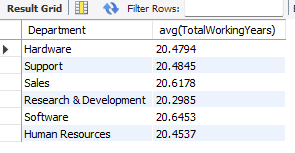 Result Grid Filter Rows:
Department avg(TotalWorkingYears)
Hardware 20.4794
Support 20.4845
Sales 20.6178
Research & Development 20.2985
Software 20.6453
Human Resources 20.4537